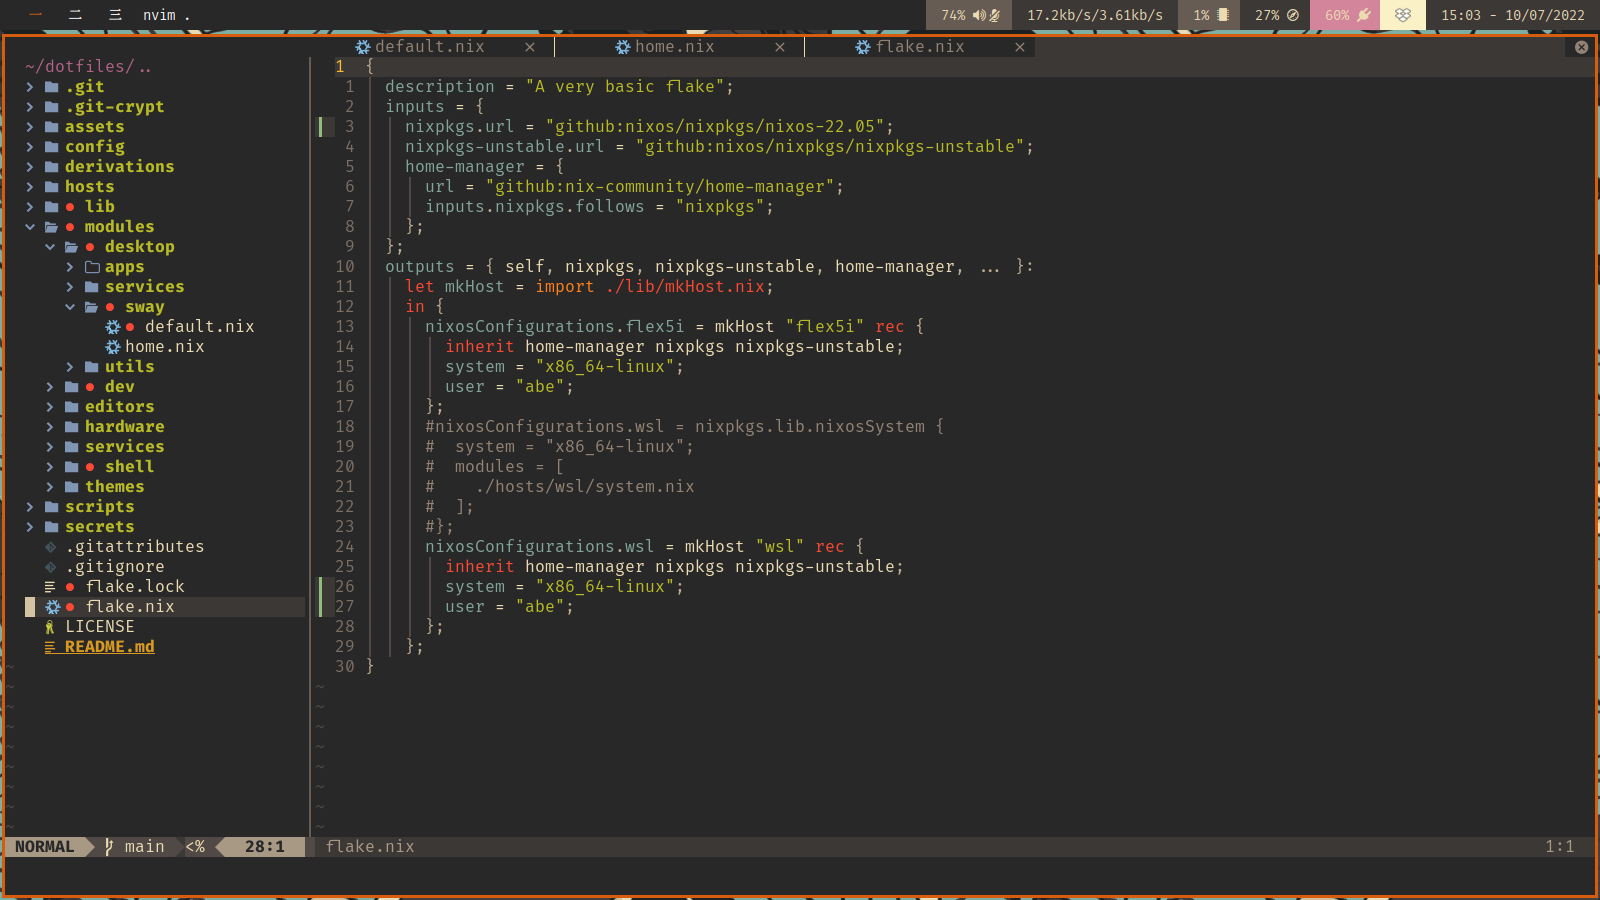 一 二 三 nvim .
74% 17.2kb/s/3.61kb/s 1% 27% 60% 15:03 - 10/07/2022
default.nix × home.nix × flake.nix ×
~/dotfiles/..
> .git
> .git-crypt
> assets
> config
> derivations
> hosts
> lib
modules
desktop
> apps
> services
sway
default.nix
home.nix
> utils
> dev
> editors
> hardware
> services
> shell
> themes
> scripts
> secrets
.gitattributes
.gitignore
flake.lock
flake.nix
LICENSE
README.md
~
~
~
~
~
~
~
~
~
1 {
1 description = "A very basic flake";
2 inputs = {
3 nixpkgs.url = "github:nixos/nixpkgs/nixos-22.05";
4 nixpkgs-unstable.url = "github:nixos/nixpkgs/nixpkgs-unstable";
5 home-manager = {
6 url = "github:nix-community/home-manager";
7 inputs.nixpkgs.follows = "nixpkgs";
8 };
9 };
10 outputs = { self, nixpkgs, nixpkgs-unstable, home-manager, ... }:
11 let mkHost = import ./lib/mkHost.nix;
12 in {
13 nixosConfigurations.flex5i = mkHost "flex5i" rec {
14 inherit home-manager nixpkgs nixpkgs-unstable;
15 system = "x86_64-linux";
16 user = "abe";
17 };
18 #nixosConfigurations.wsl = nixpkgs.lib.nixosSystem {
19 #  system = "x86_64-linux";
20 #  modules = [
21 #    ./hosts/wsl/system.nix
22 #  ];
23 #};
24 nixosConfigurations.wsl = mkHost "wsl" rec {
25 inherit home-manager nixpkgs nixpkgs-unstable;
26 system = "x86_64-linux";
27 user = "abe";
28 };
29 };
30 }
~
~
~
~
~
~
~
~
NORMAL main <% 28:1 flake.nix 1:1